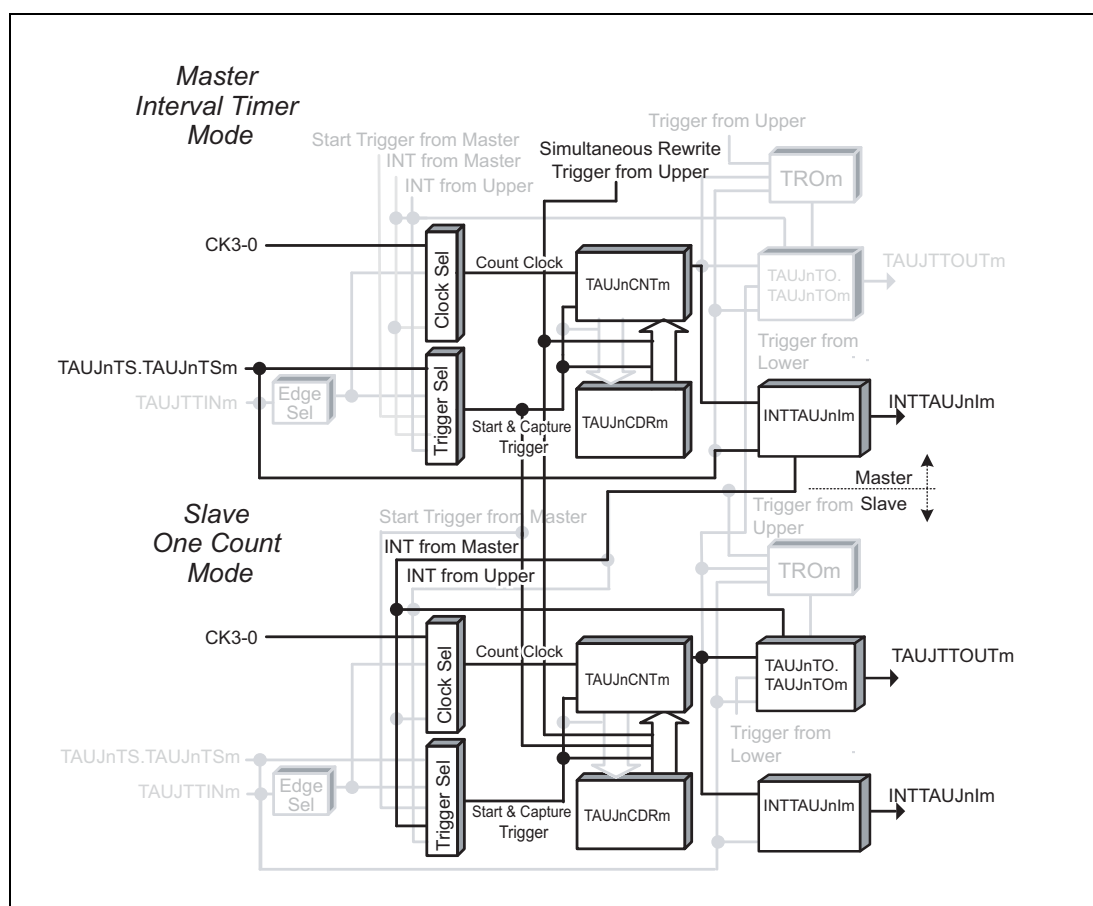 Master
Interval Timer
Mode
Start Trigger from Master
INT from Master
INT from Upper
Simultaneous Rewrite
Trigger from Upper
Trigger from Upper
TROm
CK3-0
Clock Sel
Count Clock
TAUJnCNTm
TAUJnTO.
TAUJnTOm
TAUJTTOUTm
Trigger from
Lower
TAUJnTS.TAUJnTSm
TAUJTTINm
Edge
Sel
Trigger Sel
Start & Capture
Trigger
TAUJnCDRm
INTTAUJnIm
INTTAUJnIm
Master
Slave
Slave
One Count
Mode
Start Trigger from Master
INT from Master
INT from Upper
Trigger from
Upper
TROm
CK3-0
Clock Sel
Count Clock
TAUJnCNTm
TAUJnTO.
TAUJnTOm
TAUJTTOUTm
Trigger from
Lower
TAUJnTS.TAUJnTSm
TAUJTTINm
Edge
Sel
Trigger Sel
Start & Capture
Trigger
TAUJnCDRm
INTTAUJnIm
INTTAUJnIm